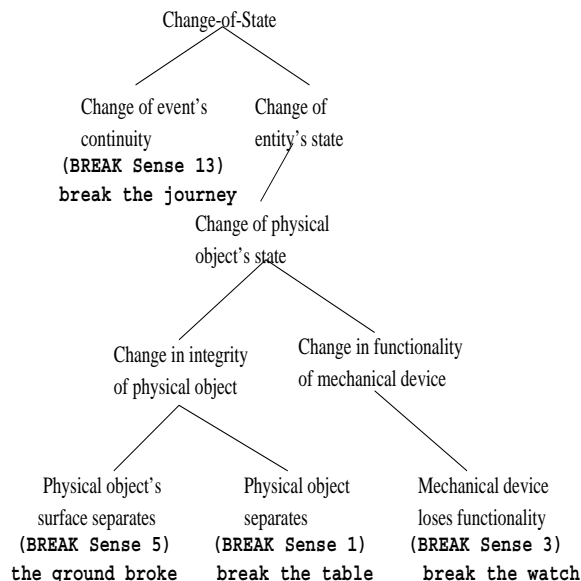 Change-of-State
Change of event's
continuity
(BREAK Sense 13)
break the journey
Change of
entity's state
Change of physical
object's state
Change in integrity
of physical object
Change in functionality
of mechanical device
Physical object's
surface separates
(BREAK Sense 5)
the ground broke
Physical object
separates
(BREAK Sense 1)
break the table
Mechanical device
loses functionality
(BREAK Sense 3)
break the watch